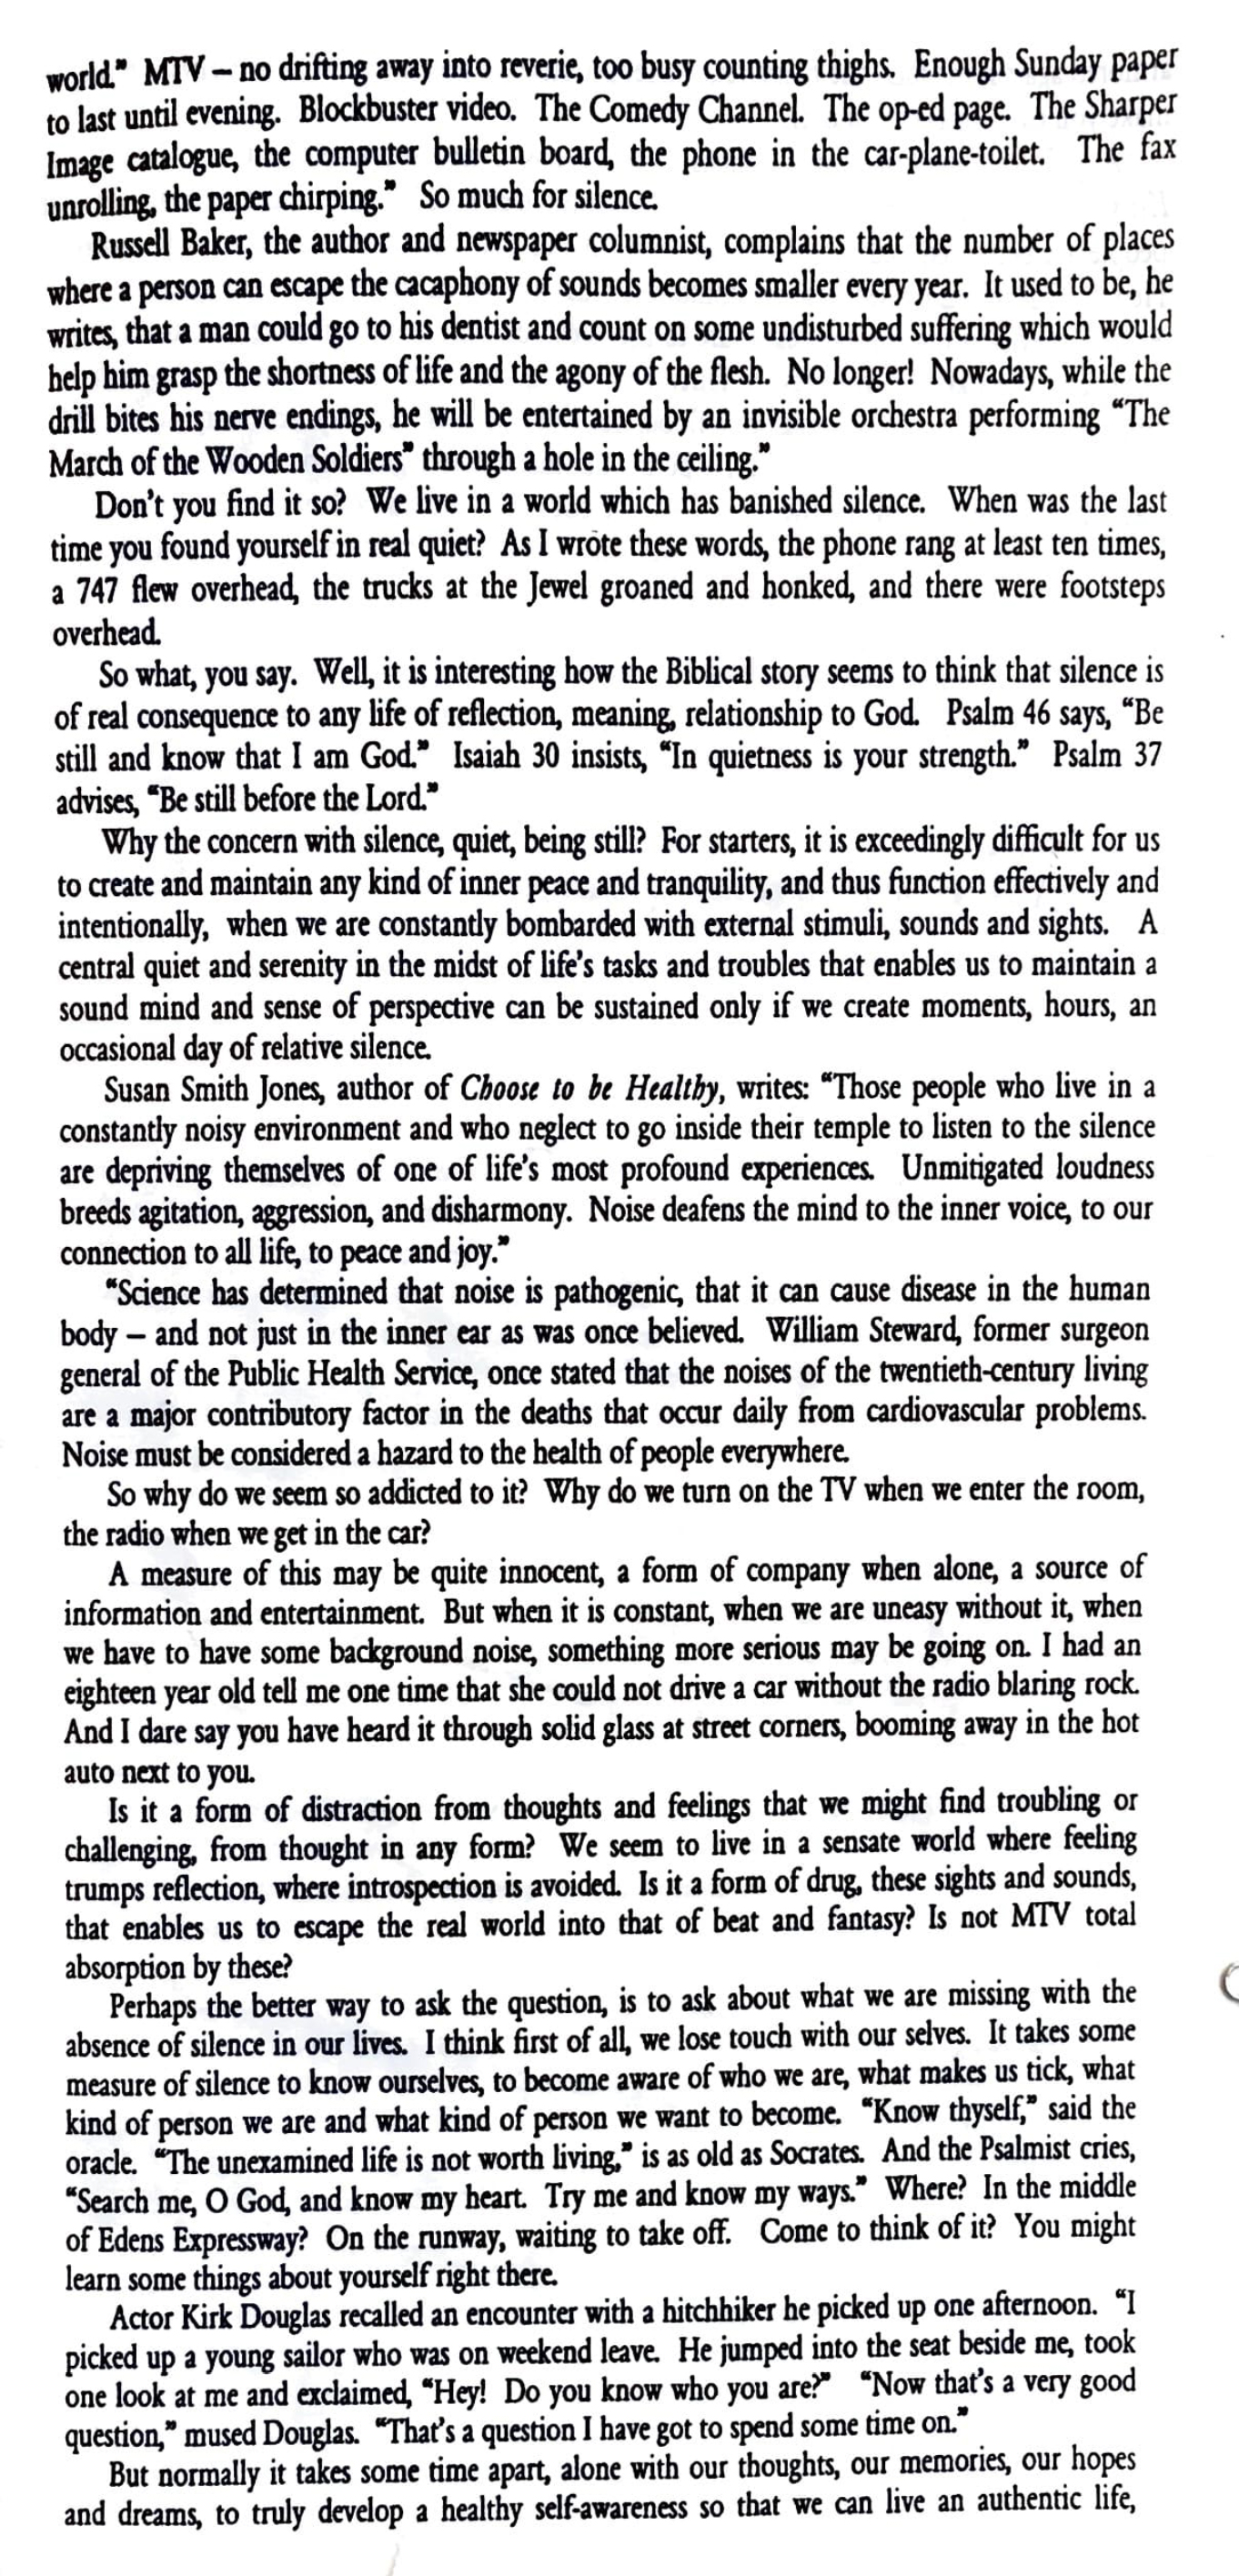 world." MTV – no drifting away into reverie, too busy counting thighs. Enough Sunday paper
to last until evening. Blockbuster video. The Comedy Channel. The op-ed page. The Sharper
Image catalogue, the computer bulletin board, the phone in the car-plane-toilet. The fax
unrolling, the paper chirping." So much for silence.
Russell Baker, the author and newspaper columnist, complains that the number of places
where a person can escape the cacaphony of sounds becomes smaller every year. It used to be, he
writes, that a man could go to his dentist and count on some undisturbed suffering which would
help him grasp the shortness of life and the agony of the flesh. No longer! Nowadays, while the
drill bites his nerve endings, he will be entertained by an invisible orchestra performing "The
March of the Wooden Soldiers" through a hole in the ceiling."
Don't you find it so? We live in a world which has banished silence. When was the last
time you found yourself in real quiet? As I wrote these words, the phone rang at least ten times,
a 747 flew overhead, the trucks at the Jewel groaned and honked, and there were footsteps
overhead.
So what, you say. Well, it is interesting how the Biblical story seems to think that silence is
of real consequence to any life of reflection, meaning, relationship to God. Psalm 46 says, "Be
still and know that I am God." Isaiah 30 insists, "In quietness is your strength." Psalm 37
advises, "Be still before the Lord."
Why the concern with silence, quiet, being still? For starters, it is exceedingly difficult for us
to create and maintain any kind of inner peace and tranquility, and thus function effectively and
intentionally, when we are constantly bombarded with external stimuli, sounds and sights. A
central quiet and serenity in the midst of life's tasks and troubles that enables us to maintain a
sound mind and sense of perspective can be sustained only if we create moments, hours, an
occasional day of relative silence.
Susan Smith Jones, author of Choose to be Healthy, writes: "Those people who live in a
constantly noisy environment and who neglect to go inside their temple to listen to the silence
are depriving themselves of one of life's most profound experiences. Unmitigated loudness
breeds agitation, aggression, and disharmony. Noise deafens the mind to the inner voice, to our
connection to all life, to peace and joy."
"Science has determined that noise is pathogenic, that it can cause disease in the human
body – and not just in the inner ear as was once believed. William Steward, former surgeon
general of the Public Health Service, once stated that the noises of the twentieth-century living
are a major contributory factor in the deaths that occur daily from cardiovascular problems.
Noise must be considered a hazard to the health of people everywhere.
So why do we seem so addicted to it? Why do we turn on the TV when we enter the room,
the radio when we get in the car?
A measure of this may be quite innocent, a form of company when alone, a source of
information and entertainment. But when it is constant, when we are uneasy without it, when
we have to have some background noise, something more serious may be going on. I had an
eighteen year old tell me one time that she could not drive a car without the radio blaring rock.
And I dare say you have heard it through solid glass at street corners, booming away in the hot
auto next to you.
Is it a form of distraction from thoughts and feelings that we might find troubling or
challenging, from thought in any form? We seem to live in a sensate world where feeling
trumps reflection, where introspection is avoided. Is it a form of drug, these sights and sounds,
that enables us to escape the real world into that of beat and fantasy? Is not MTV total
absorption by these?
Perhaps the better way to ask the question, is to ask about what we are missing with the
absence of silence in our lives. I think first of all, we lose touch with our selves. It takes some
measure of silence to know ourselves, to become aware of who we are, what makes us tick, what
kind of person we are and what kind of person we want to become. "Know thyself," said the
oracle. "The unexamined life is not worth living," is as old as Socrates. And the Psalmist cries,
"Search me, O God, and know my heart. Try me and know my ways." Where? In the middle
of Edens Expressway? On the runway, waiting to take off. Come to think of it? You might
learn some things about yourself right there.
Actor Kirk Douglas recalled an encounter with a hitchhiker he picked up one afternoon. "I
picked up a young sailor who was on weekend leave. He jumped into the seat beside me, took
one look at me and exclaimed, "Hey! Do you know who you are?" "Now that's a very good
question," mused Douglas. "That's a question I have got to spend some time on."
But normally it takes some time apart, alone with our thoughts, our memories, our hopes
and dreams, to truly develop a healthy self-awareness so that we can live an authentic life,